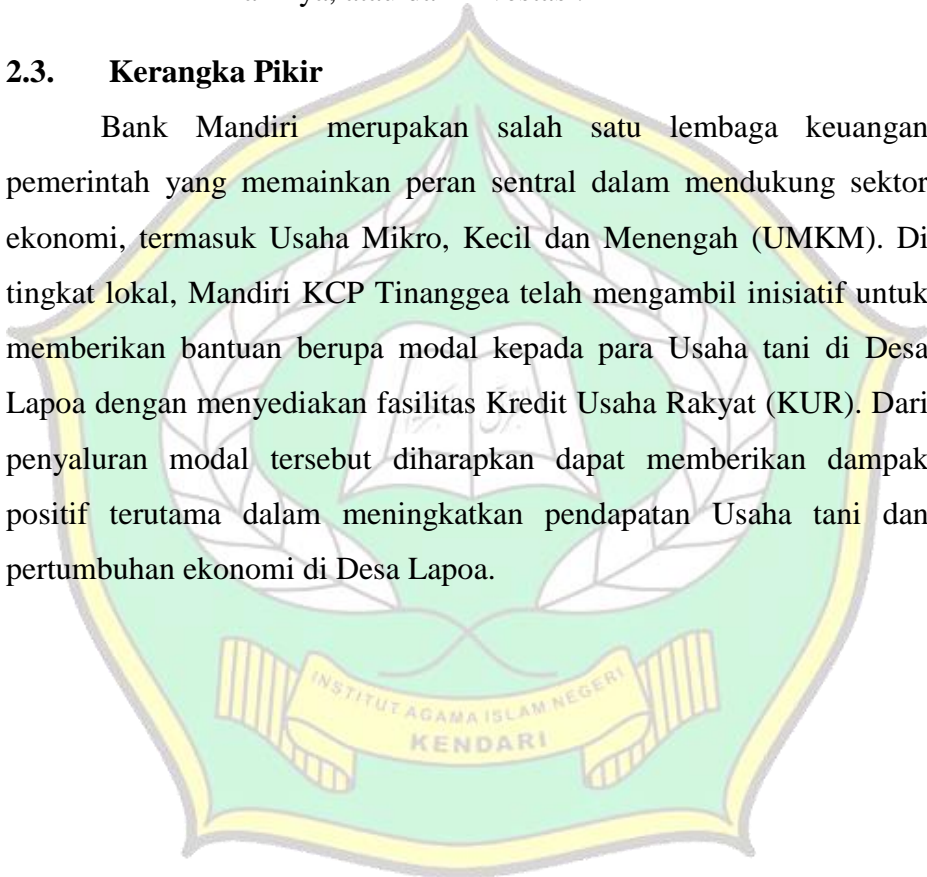 2.3. Kerangka Pikir
Bank Mandiri merupakan salah satu lembaga keuangan
pemerintah yang memainkan peran sentral dalam mendukung sektor
ekonomi, termasuk Usaha Mikro, Kecil dan Menengah (UMKM). Di
tingkat lokal, Mandiri KCP Tinanggea telah mengambil inisiatif untuk
memberikan bantuan berupa modal kepada para Usaha tani di Desa
Lapoa dengan menyediakan fasilitas Kredit Usaha Rakyat (KUR). Dari
penyaluran modal tersebut diharapkan dapat memberikan dampak
positif terutama dalam meningkatkan pendapatan Usaha tani dan
pertumbuhan ekonomi di Desa Lapoa.
INSTITUT AGAMA ISLAM NEGERI
KENDARI